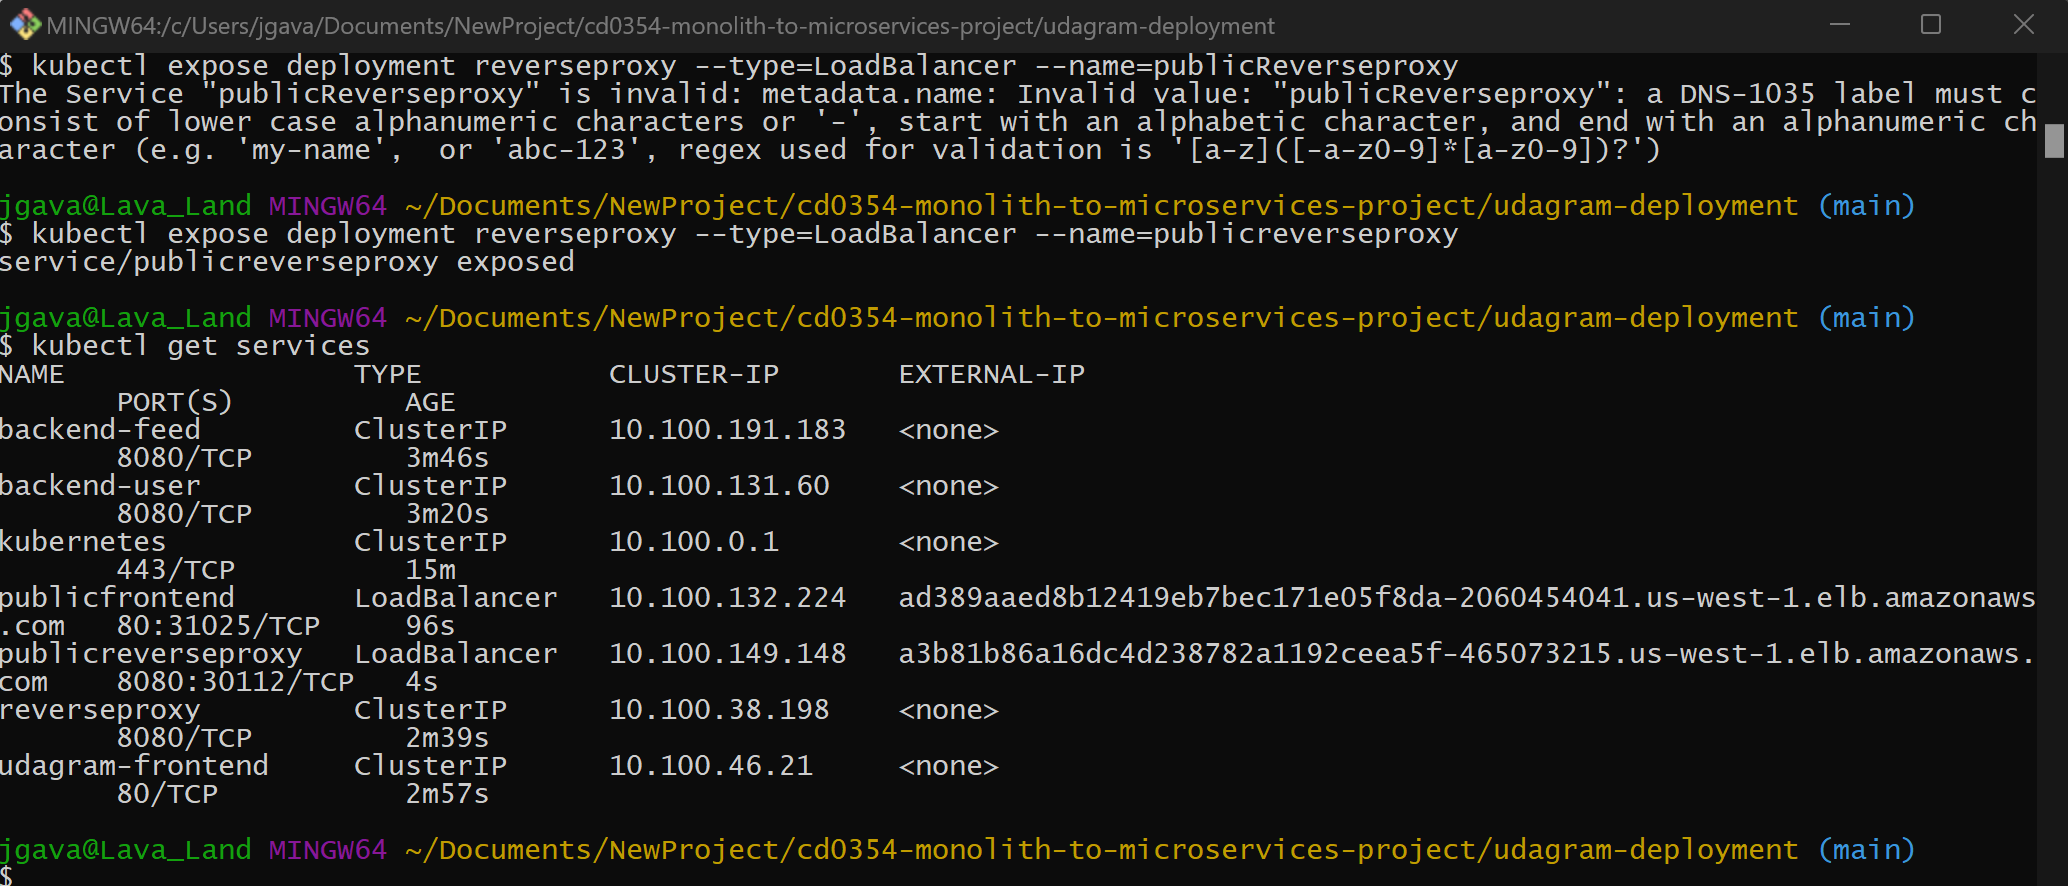 MINGW64:/c/Users/jgava/Documents/NewProject/cd0354-monolith-to-microservices-project/udagram-deployment
$ kubectl expose deployment reverseproxy --type=LoadBalancer --name=publicReverseproxy
The Service "publicReverseproxy" is invalid: metadata.name: Invalid value: "publicReverseproxy": a DNS-1035 label must c
onsist of lower case alphanumeric characters or '-', start with an alphabetic character, and end with an alphanumeric ch
aracter (e.g. 'my-name',  or 'abc-123', regex used for validation is '[a-z]([-a-z0-9]*[a-z0-9])?')
jgava@Lava_Land MINGW64 ~/Documents/NewProject/cd0354-monolith-to-microservices-project/udagram-deployment (main)
$ kubectl expose deployment reverseproxy --type=LoadBalancer --name=publicreverseproxy
service/publicreverseproxy exposed
jgava@Lava_Land MINGW64 ~/Documents/NewProject/cd0354-monolith-to-microservices-project/udagram-deployment (main)
$ kubectl get services
NAME                 TYPE           CLUSTER-IP       EXTERNAL-IP
       PORT(S)          AGE
backend-feed         ClusterIP      10.100.191.183   <none>
       8080/TCP         3m46s
backend-user         ClusterIP      10.100.131.60    <none>
       8080/TCP         3m20s
kubernetes           ClusterIP      10.100.0.1       <none>
       443/TCP          15m
publicfrontend       LoadBalancer   10.100.132.224   ad389aaed8b12419eb7bec171e05f8da-2060454041.us-west-1.elb.amazonaws
.com   80:31025/TCP     96s
publicreverseproxy   LoadBalancer   10.100.149.148   a3b81b86a16dc4d238782a1192ceea5f-465073215.us-west-1.elb.amazonaws.
com    8080:30112/TCP   4s
reverseproxy         ClusterIP      10.100.38.198    <none>
       8080/TCP         2m39s
udagram-frontend     ClusterIP      10.100.46.21     <none>
       80/TCP           2m57s
jgava@Lava_Land MINGW64 ~/Documents/NewProject/cd0354-monolith-to-microservices-project/udagram-deployment (main)
$